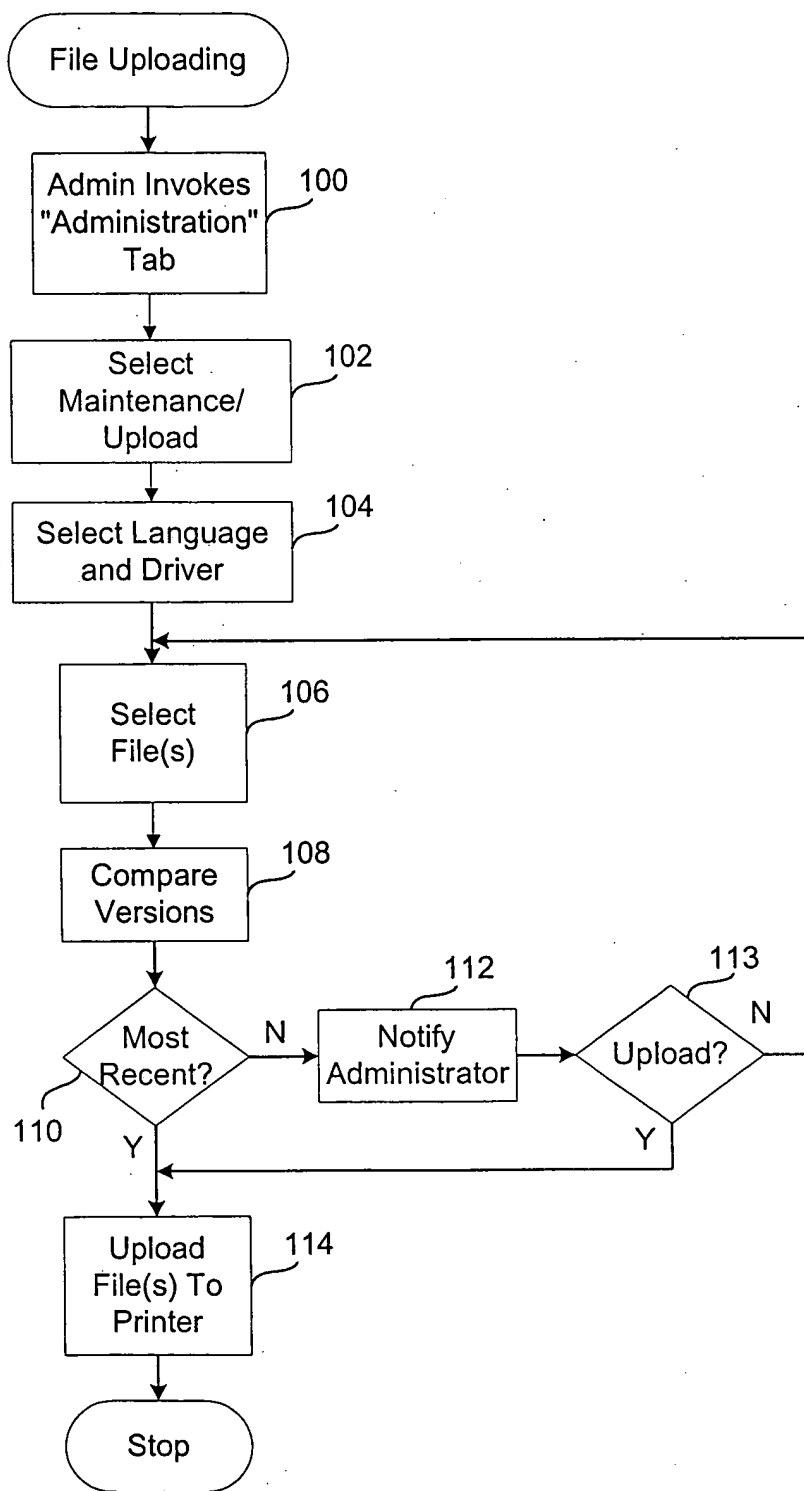 File Uploading
Admin Invokes
"Administration"
Tab
100
Select
Maintenance/
Upload
102
Select Language
and Driver
104
Select
File(s)
106
Compare
Versions
108
Most
Recent?
110
N
Y
Notify
Administrator
112
Upload?
113
N
Y
Upload
File(s) To
Printer
114
Stop